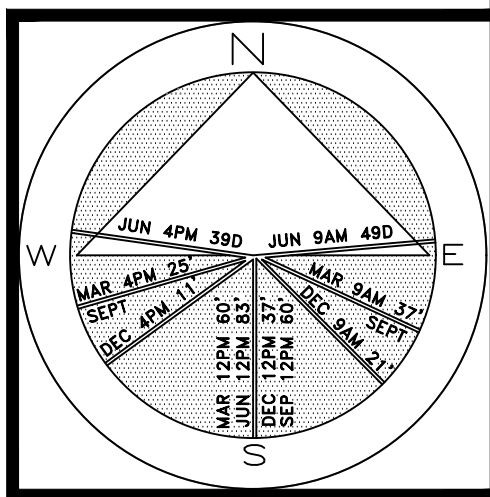 N
JUN 4PM 39D
JUN 9AM 49D
W
E
MAR 4PM 25'
SEPT
DEC 4PM 11'
MAR 9AM 37'
SEPT
DEC 9AM 21'
MAR 12PM 60'
JUN 12PM 83'
DEC 12PM 37'
SEP 12PM 60'
S